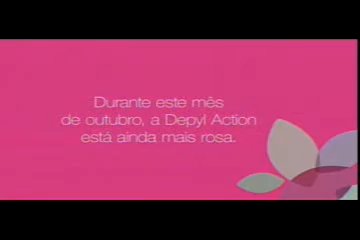 Durante este mês
de outubro, a Depyl Action
está ainda mais rosa.